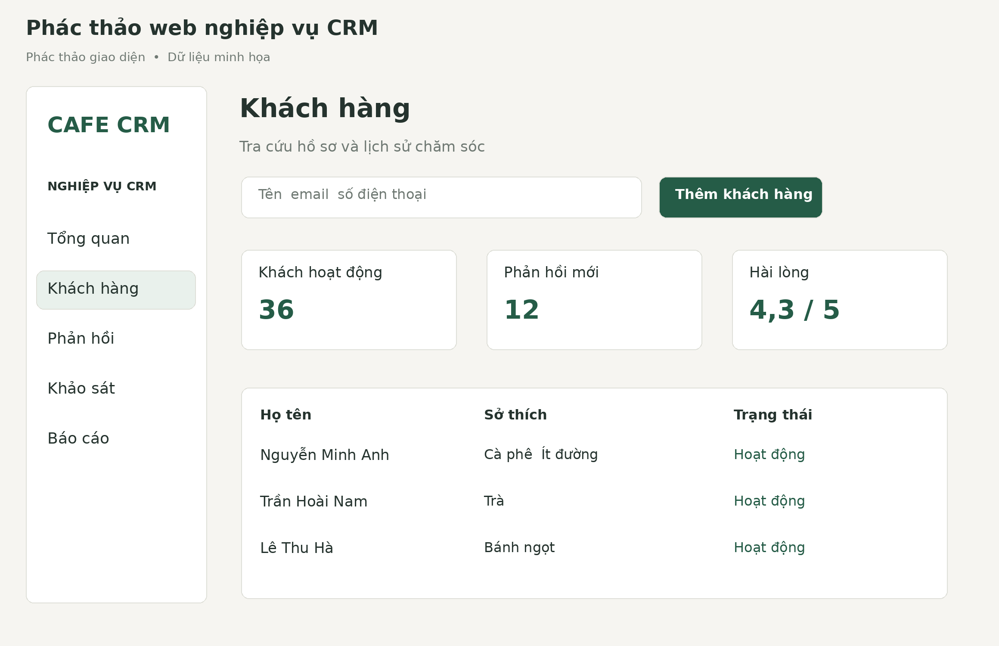 Phác thảo web nghiệp vụ CRM
Phác thảo giao diện • Dữ liệu minh họa
CAFE CRM
NGHIỆP VỤ CRM
Tổng quan
Khách hàng
Phản hồi
Khảo sát
Báo cáo
Khách hàng
Tra cứu hồ sơ và lịch sử chăm sóc
Tên email số điện thoại
Thêm khách hàng
Khách hoạt động
36
Phản hồi mới
12
Hài lòng
4,3 / 5
Họ tên Sở thích Trạng thái
Nguyễn Minh Anh Cà phê Ít đường Hoạt động
Trần Hoài Nam Trà Hoạt động
Lê Thu Hà Bánh ngọt Hoạt động